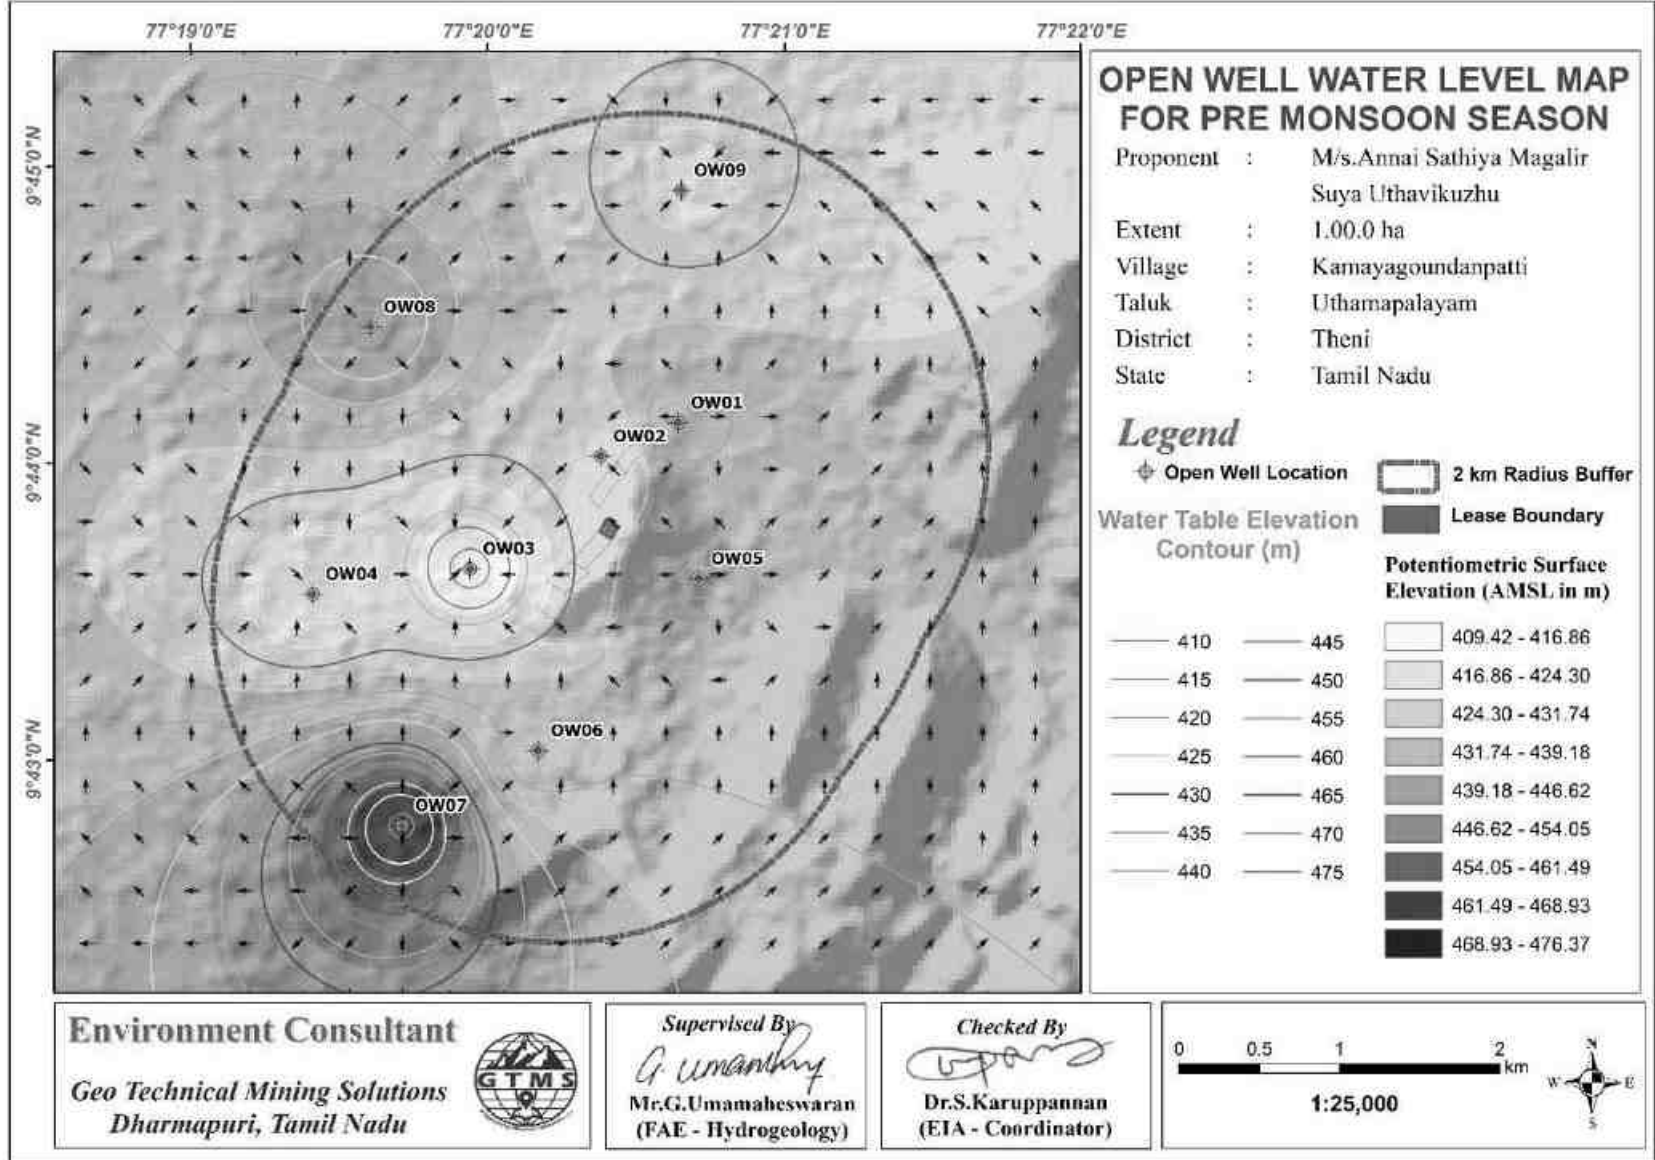 77°19'0"E 77°20'0"E 77°21'0"E 77°22'0"E
9°45'0"N
9°44'0"N
9°43'0"N
OW09
OW08
OW01
OW02
OW03
OW05
OW04
OW06
OW07
OPEN WELL WATER LEVEL MAP
FOR PRE MONSOON SEASON
Proponent : M/s.Annai Sathiya Magalir
Suya Uthavikuzhu
Extent : 1.00.0 ha
Village : Kamayagoundanpatti
Taluk : Uthamapalayam
District : Theni
State : Tamil Nadu
Legend
Open Well Location
2 km Radius Buffer
Lease Boundary
Water Table Elevation
Contour (m)
410 445
415 450
420 455
425 460
430 465
435 470
440 475
Potentiometric Surface
Elevation (AMSL in m)
409.42 - 416.86
416.86 - 424.30
424.30 - 431.74
431.74 - 439.18
439.18 - 446.62
446.62 - 454.05
454.05 - 461.49
461.49 - 468.93
468.93 - 476.37
Environment Consultant
Geo Technical Mining Solutions
Dharmapuri, Tamil Nadu
GTMS
Supervised By
G. Umamhy
Mr.G.Umamaheswaran
(FAE - Hydrogeology)
Checked By
Dr.S.Karuppannan
(EIA - Coordinator)
0 0.5 1 2
km
1:25,000
N
W E
S